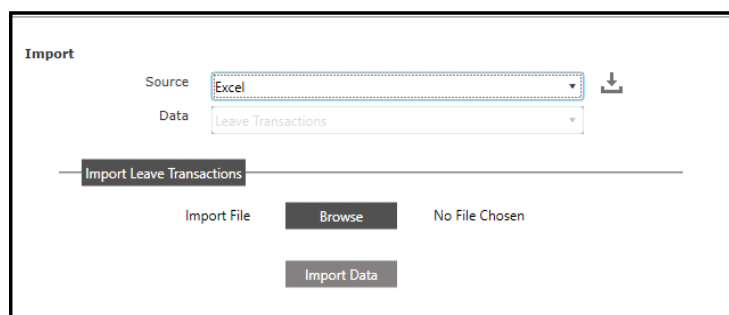 Import
Source Excel
Data Leave Transactions
Import Leave Transactions
Import File Browse No File Chosen
Import Data